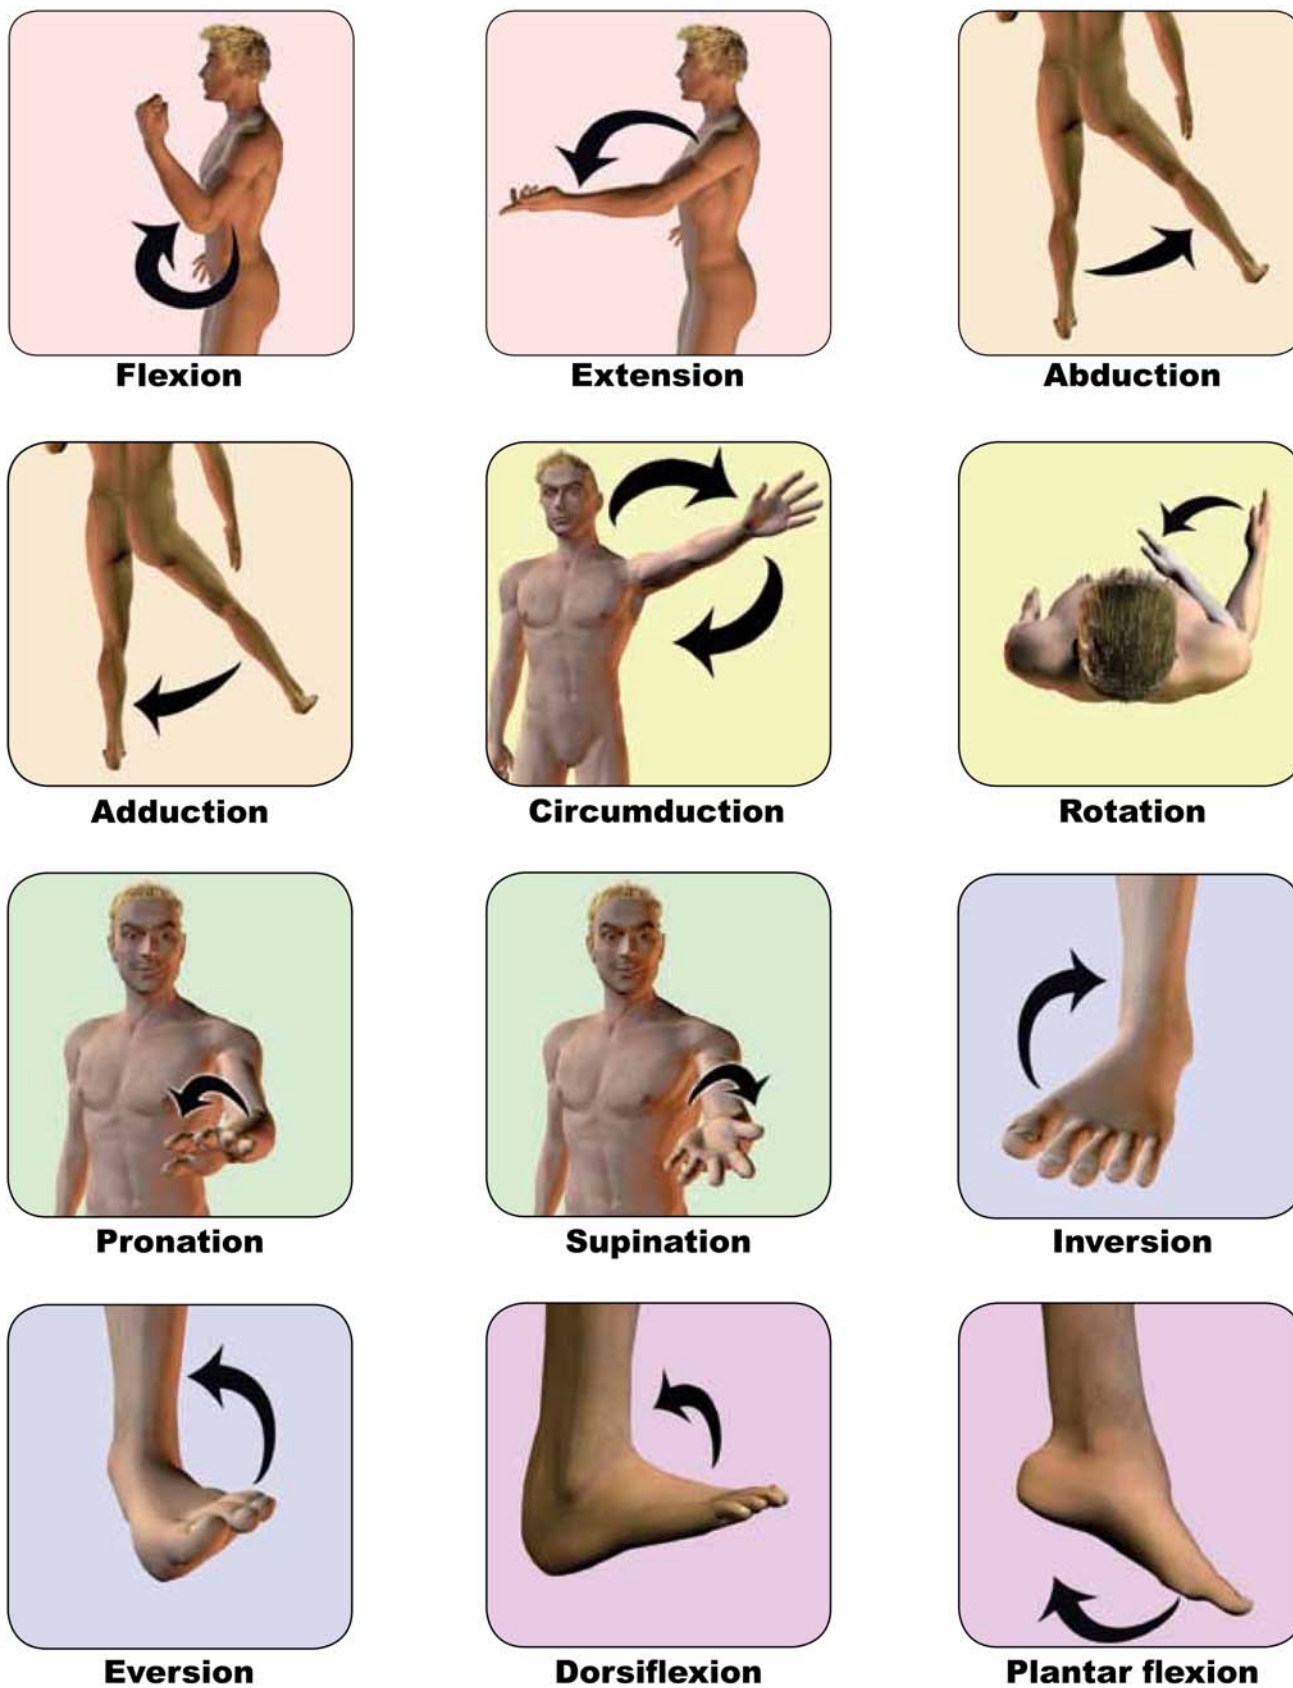 Flexion
Extension
Abduction
Adduction
Circumduction
Rotation
Pronation
Supination
Inversion
Eversion
Dorsiflexion
Plantar flexion